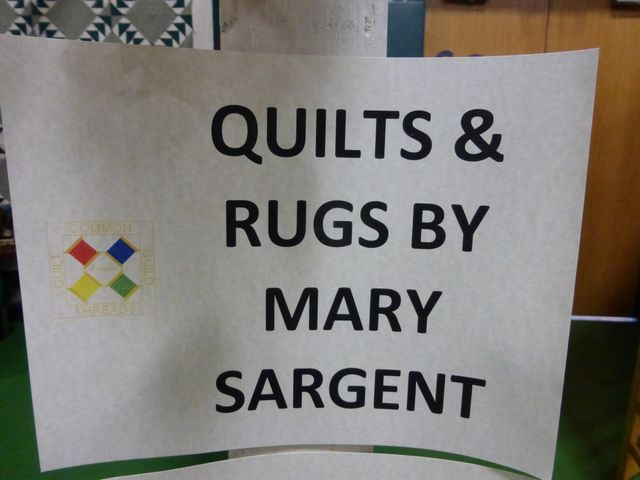 QUILTS &
RUGS BY
MARY
SARGENT
COMMON
QUILT
GUILD
THREADS